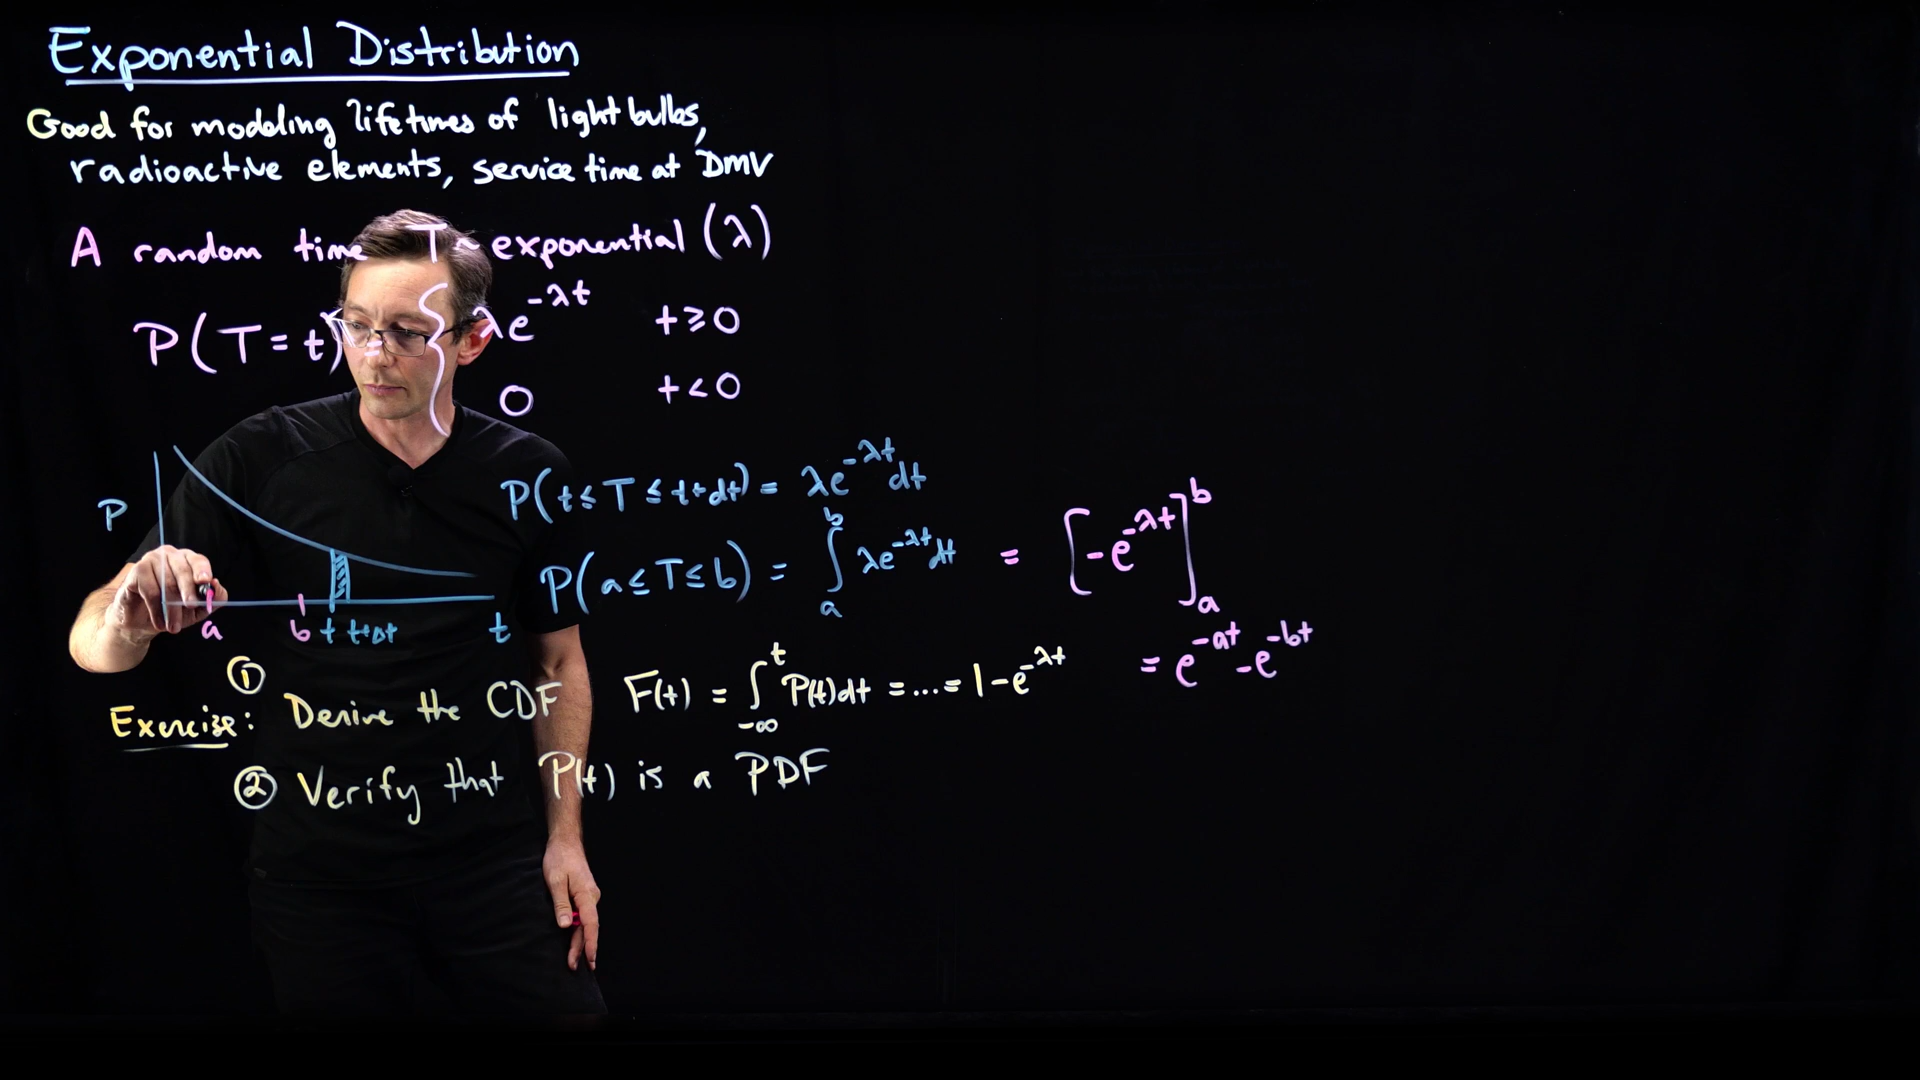 Exponential Distribution
Good for modeling lifetimes of light bulbs,
radioactive elements, service time at DMV
A random time T ~ exponential (λ)
P(T = t) = { λe^{-λt} t ≥ 0
0 t < 0
P
a b t t+Δt t
P(t ≤ T ≤ t+dt) = λe^{-λt} dt
P(a ≤ T ≤ b) = ∫_a^b λe^{-λt} dt = [-e^{-λt}]_a^b
= e^{-at} - e^{-bt}
Exercise: ① Derive the CDF F(t) = ∫_{-∞}^t P(t)dt = ... = 1 - e^{-λt}
② Verify that P(t) is a PDF